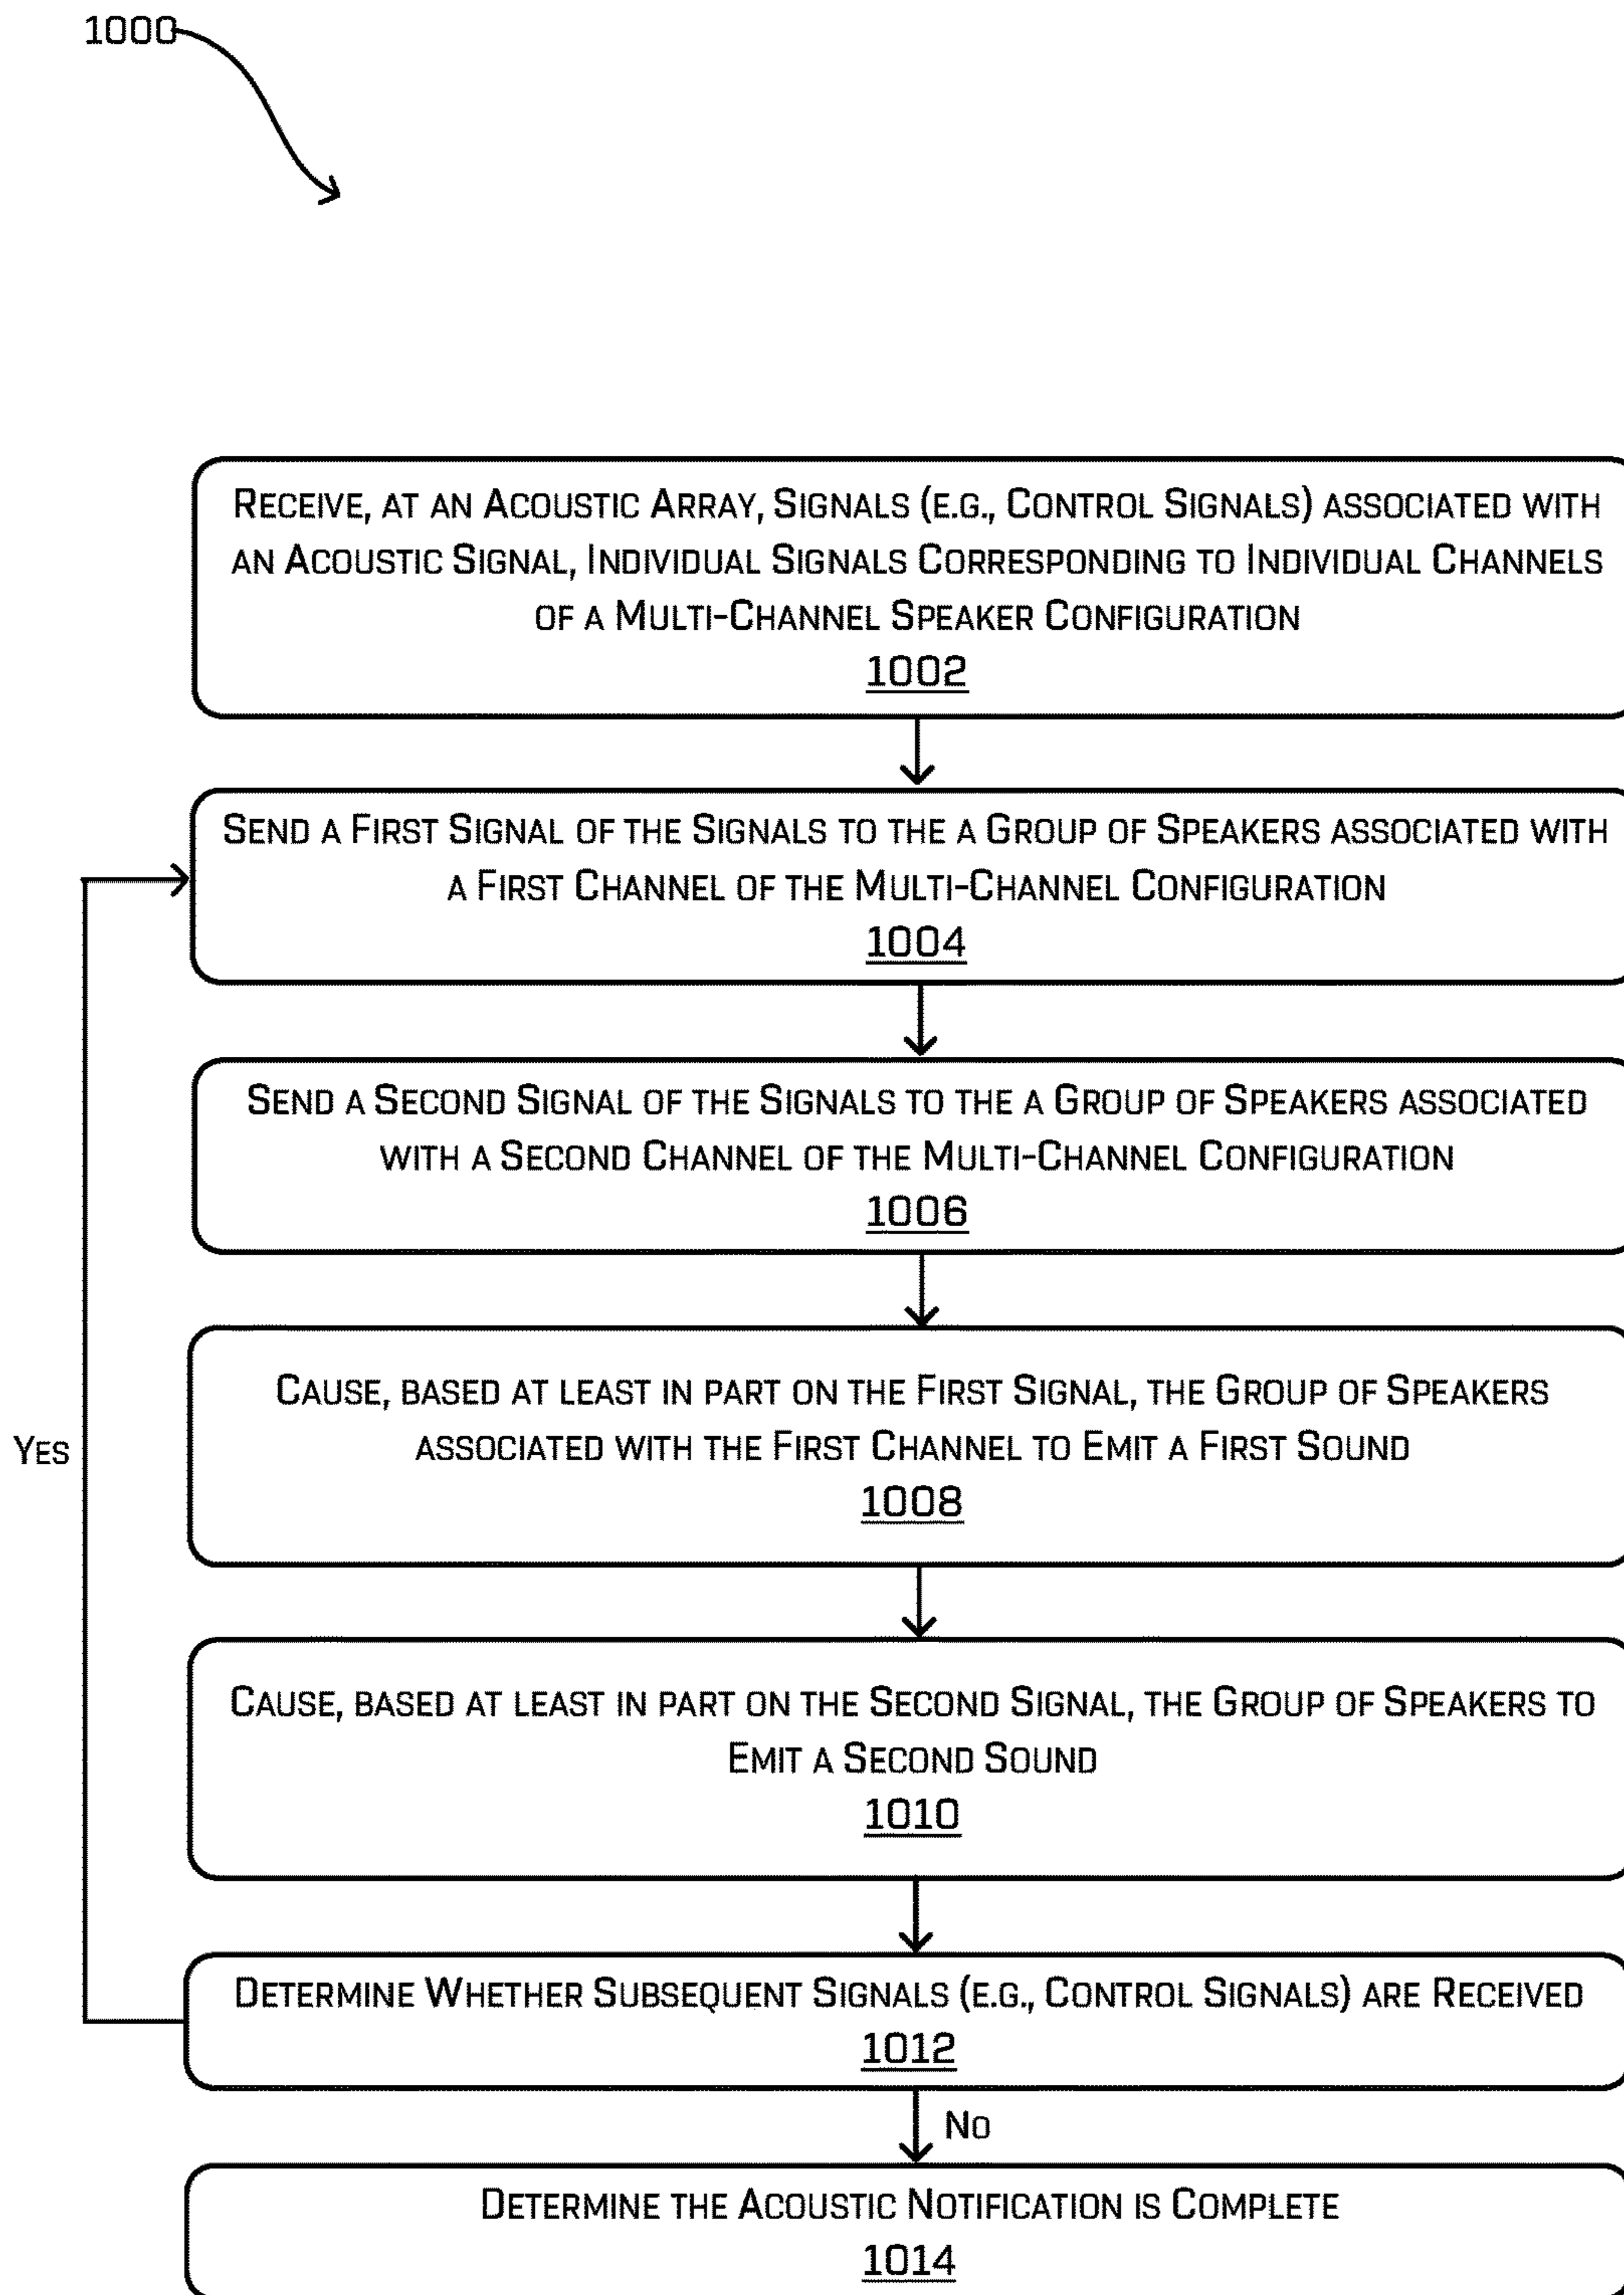 1000
Receive, at an Acoustic Array, Signals (e.g., Control Signals) associated with
an Acoustic Signal, Individual Signals Corresponding to Individual Channels
of a Multi-Channel Speaker Configuration
1002
Send a First Signal of the Signals to the a Group of Speakers associated with
a First Channel of the Multi-Channel Configuration
1004
Send a Second Signal of the Signals to the a Group of Speakers associated
with a Second Channel of the Multi-Channel Configuration
1006
Cause, based at least in part on the First Signal, the Group of Speakers
associated with the First Channel to Emit a First Sound
1008
Yes
Cause, based at least in part on the Second Signal, the Group of Speakers to
Emit a Second Sound
1010
Determine Whether Subsequent Signals (e.g., Control Signals) are Received
1012
No
Determine the Acoustic Notification is Complete
1014